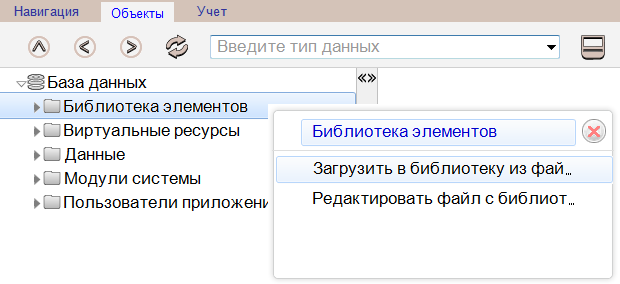 Навигация Объекты Учет
Введите тип данных
База данных
Библиотека элементов
Виртуальные ресурсы
Данные
Модули системы
Пользователи приложени
Библиотека элементов
Загрузить в библиотеку из фай...
Редактировать файл с библиот...